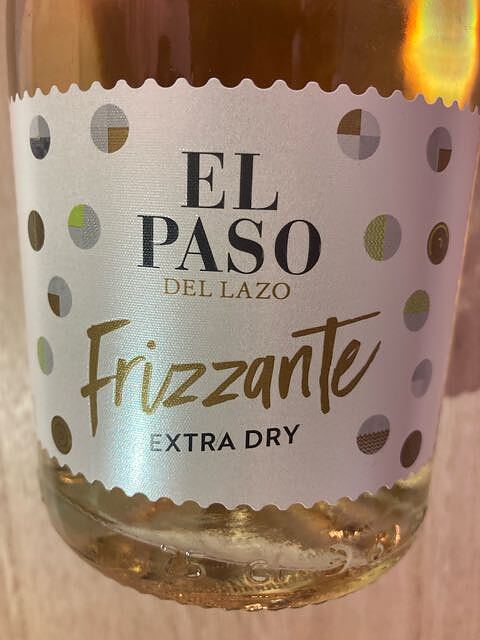 EL
PASO
DEL LAZO
Frizzante
EXTRA DRY